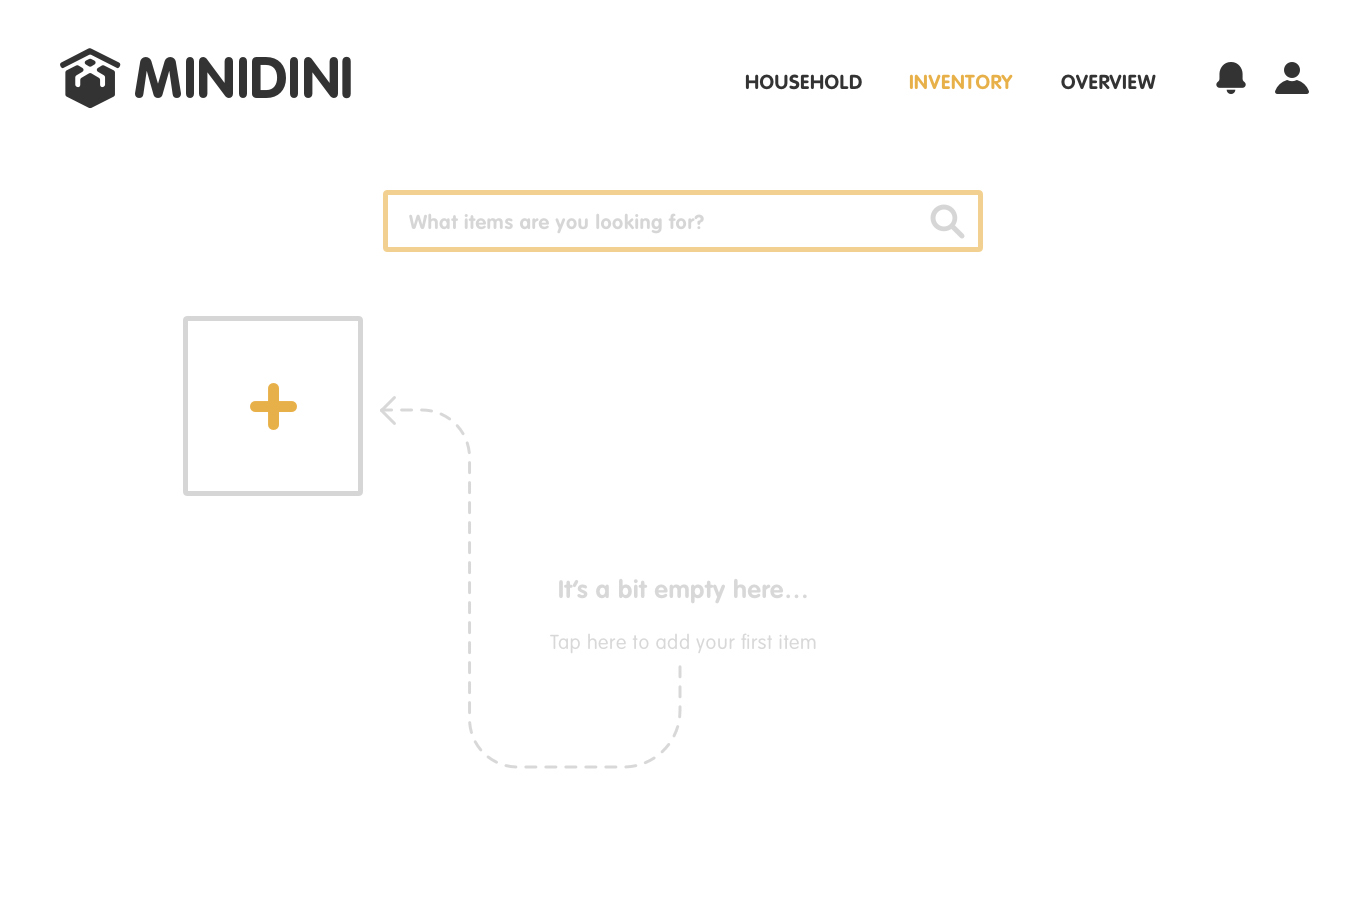 MINIDINI
HOUSEHOLD
INVENTORY
OVERVIEW
What items are you looking for?
It's a bit empty here...
Tap here to add your first item